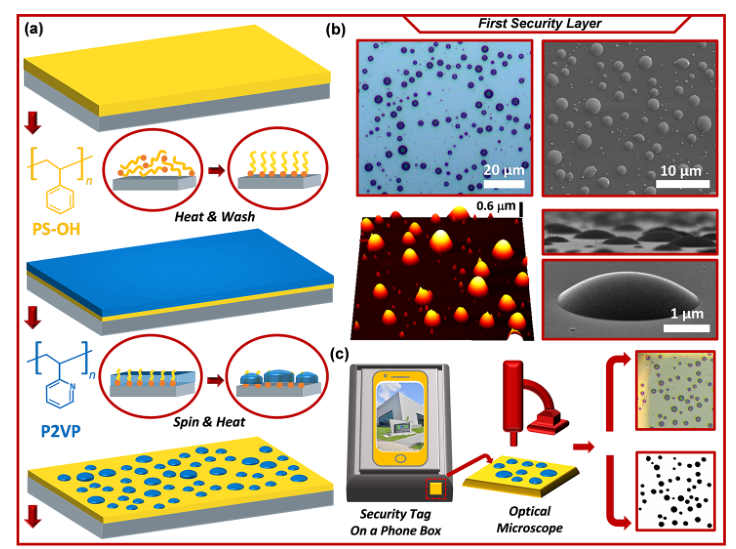 (a)
n
PS-OH
Heat & Wash
n
N
P2VP
Spin & Heat
(b)
First Security Layer
20 µm
10 µm
0.6 µm
1 µm
(c)
Security Tag
On a Phone Box
Optical
Microscope